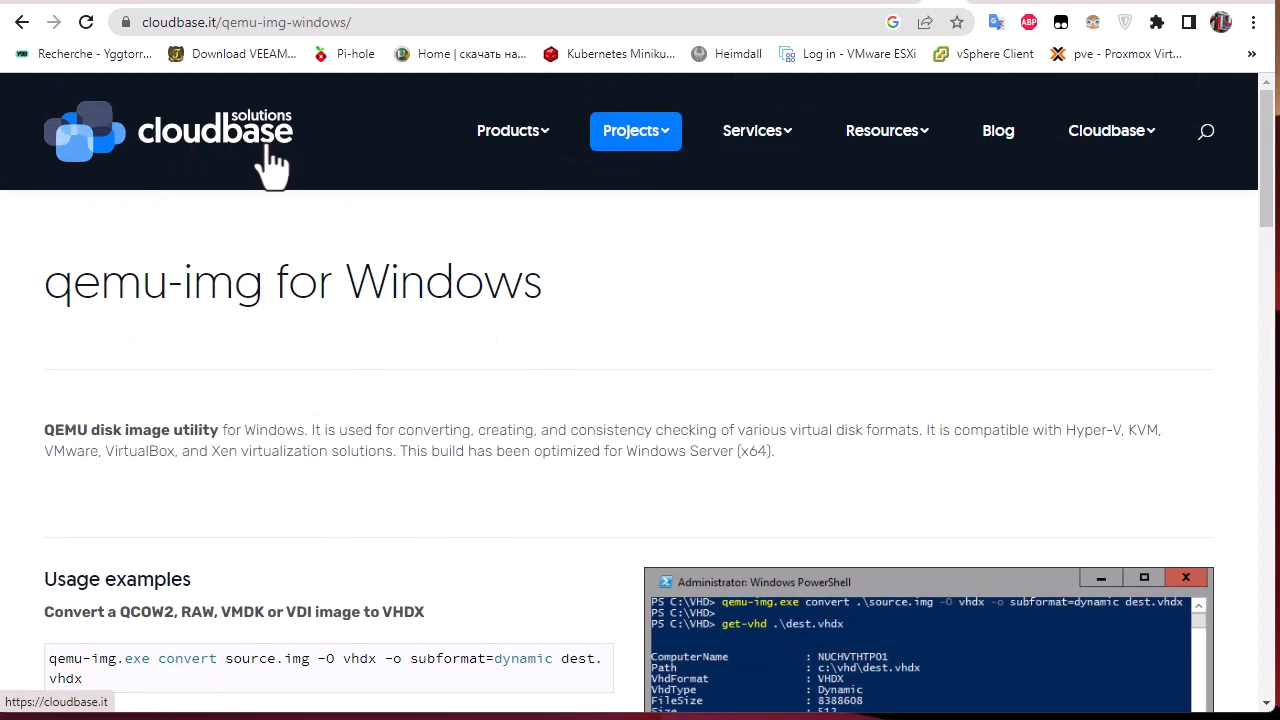 cloudbase.it/qemu-img-windows/
Recherche - Yggtorr...
Download VEEAM...
Pi-hole
Home | скачать на...
Kubernetes Miniku...
Heimdall
Log in - VMware ESXi
vSphere Client
pve - Proxmox Virt...
»
ABP
solutions
cloudbase
Products
Projects
Services
Resources
Blog
Cloudbase
qemu-img for Windows
QEMU disk image utility for Windows. It is used for converting, creating, and consistency checking of various virtual disk formats. It is compatible with Hyper-V, KVM,
VMware, VirtualBox, and Xen virtualization solutions. This build has been optimized for Windows Server (x64).
Usage examples
Convert a QCOW2, RAW, VMDK or VDI image to VHDX
qemu-img.exe convert source.img -O vhdx -o subformat=dynamic dest.
vhdx
Administrator: Windows PowerShell
PS C:\VHD> qemu-img.exe convert .\source.img -O vhdx -o subformat=dynamic dest.vhdx
PS C:\VHD>
PS C:\VHD> get-vhd .\dest.vhdx
ComputerName : NUCHVTHTP01
Path : c:\vhd\dest.vhdx
VhdFormat : VHDX
VhdType : Dynamic
FileSize : 8388608
Size : 512
https://cloudbase.it